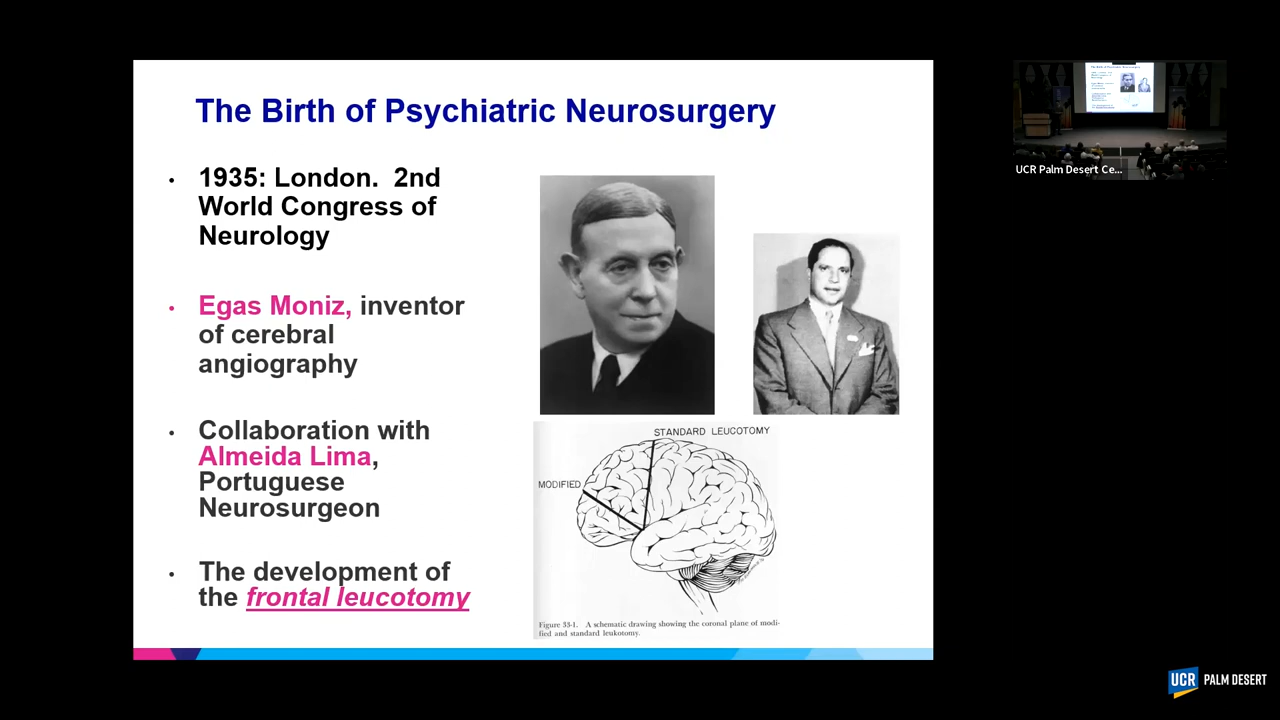 The Birth of Psychiatric Neurosurgery
• 1935: London. 2nd
World Congress of
Neurology
• Egas Moniz, inventor
of cerebral
angiography
• Collaboration with
Almeida Lima,
Portuguese
Neurosurgeon
• The development of
the frontal leucotomy
STANDARD LEUCOTOMY
MODIFIED
Figure 33-1. A schematic drawing showing the coronal plane of modi-
fied and standard leukotomy.
UCR Palm Desert Ce...
UCR PALM DESERT